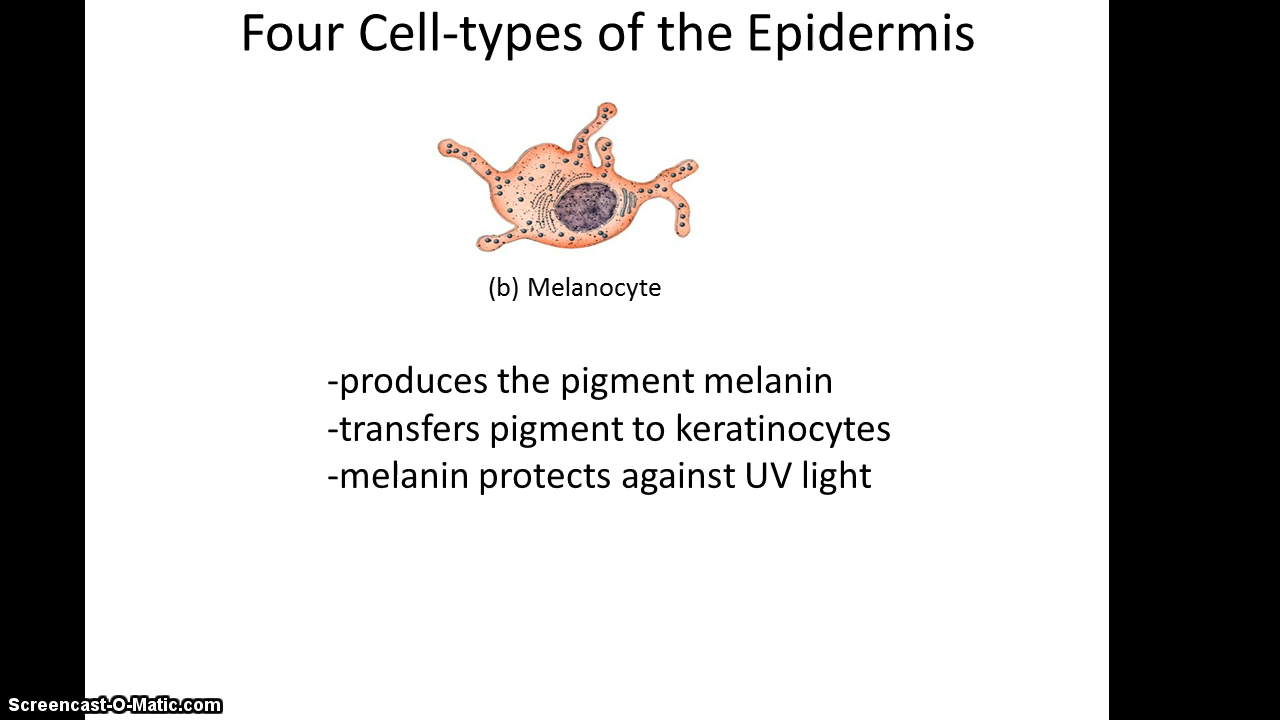 Four Cell-types of the Epidermis
(b) Melanocyte
-produces the pigment melanin
-transfers pigment to keratinocytes
-melanin protects against UV light
Screencast-O-Matic.com